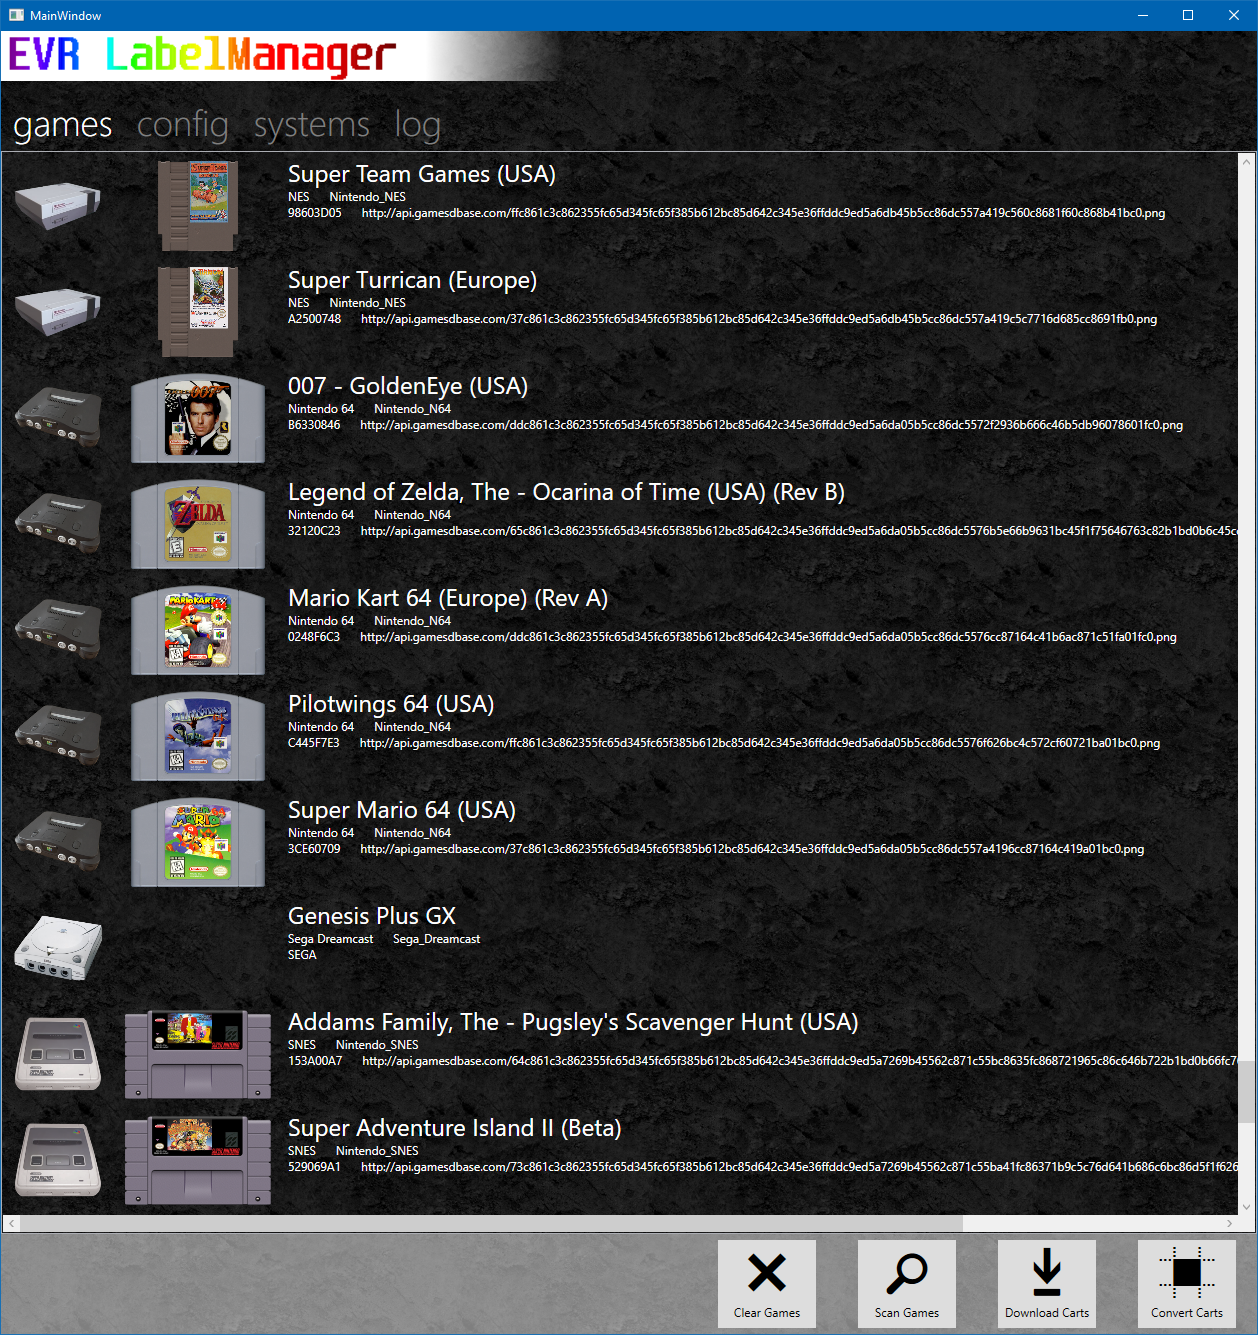 MainWindow
EVR LabelManager
games config systems log
Super Team Games (USA)
NES Nintendo_NES
98603D05 http://api.gamesdbase.com/ffc861c3c862355fc65d345fc65f385b612bc85d642c345e36ffddc9ed5a6db45b5cc86dc557a419c560c8681f60c868b41bc0.png
Super Turrican (Europe)
NES Nintendo_NES
A2500748 http://api.gamesdbase.com/37c861c3c862355fc65d345fc65f385b612bc85d642c345e36ffddc9ed5a6db45b5cc86dc557a419c5c7716d685cc8691fb0.png
007 - GoldenEye (USA)
Nintendo 64 Nintendo_N64
B6330846 http://api.gamesdbase.com/ddc861c3c862355fc65d345fc65f385b612bc85d642c345e36ffddc9ed5a6da05b5cc86dc5572f2936b666c46b5db96078601fc0.png
Legend of Zelda, The - Ocarina of Time (USA) (Rev B)
Nintendo 64 Nintendo_N64
32120C23 http://api.gamesdbase.com/65c861c3c862355fc65d345fc65f385b612bc85d642c345e36ffddc9ed5a6da05b5cc86dc5576b5e66b9631bc45f1f75646763c82b1bd0b6c45c
ZELDA
Mario Kart 64 (Europe) (Rev A)
Nintendo 64 Nintendo_N64
0248F6C3 http://api.gamesdbase.com/ddc861c3c862355fc65d345fc65f385b612bc85d642c345e36ffddc9ed5a6da05b5cc86dc5576cc87164c41b6ac871c51fa01fc0.png
Pilotwings 64 (USA)
Nintendo 64 Nintendo_N64
C445F7E3 http://api.gamesdbase.com/ffc861c3c862355fc65d345fc65f385b612bc85d642c345e36ffddc9ed5a6da05b5cc86dc5576f626bc4c572cf60721ba01bc0.png
Super Mario 64 (USA)
Nintendo 64 Nintendo_N64
3CE60709 http://api.gamesdbase.com/37c861c3c862355fc65d345fc65f385b612bc85d642c345e36ffddc9ed5a6da05b5cc86dc557a4196cc87164c419a01bc0.png
Genesis Plus GX
Sega Dreamcast Sega_Dreamcast
SEGA
Addams Family, The - Pugsley's Scavenger Hunt (USA)
SNES Nintendo_SNES
153A00A7 http://api.gamesdbase.com/64c861c3c862355fc65d345fc65f385b612bc85d642c345e36ffddc9ed5a7269b45562c871c55bc8635fc868721965c86c646b722b1bd0b66fc7
Super Adventure Island II (Beta)
SNES Nintendo_SNES
529069A1 http://api.gamesdbase.com/73c861c3c862355fc65d345fc65f385b612bc85d642c345e36ffddc9ed5a7269b45562c871c55ba41fc86371b9c5c76d641b686c6bc86d5f1f626
Clear Games
Scan Games
Download Carts
Convert Carts